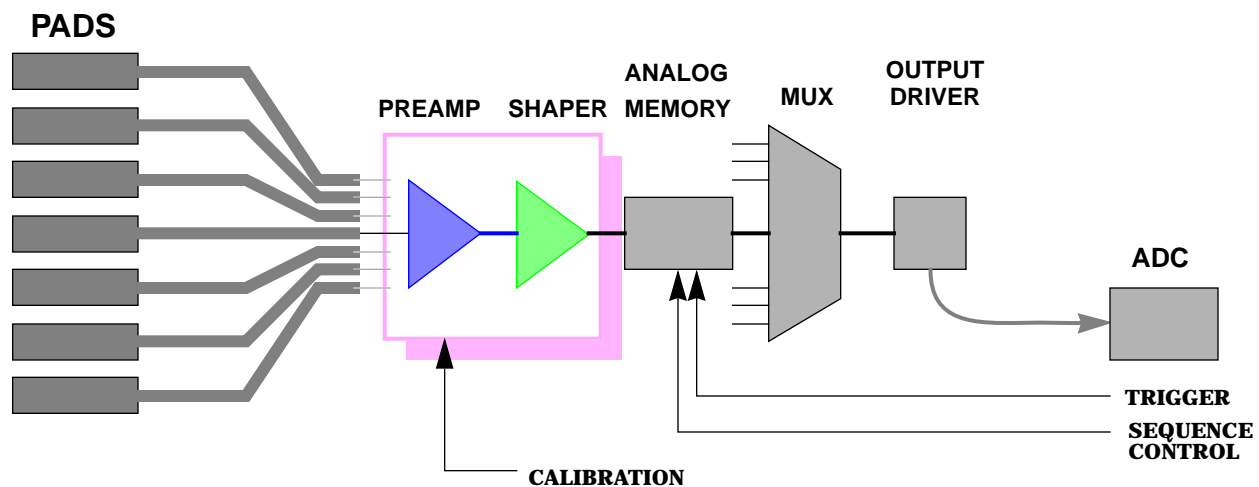 PADS
PREAMP
SHAPER
ANALOG
MEMORY
MUX
OUTPUT
DRIVER
ADC
TRIGGER
SEQUENCE
CONTROL
CALIBRATION